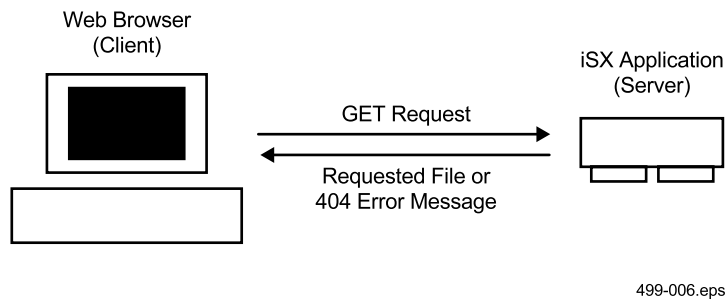 Web Browser
(Client)
iSX Application
(Server)
GET Request
Requested File or
404 Error Message
499-006.eps